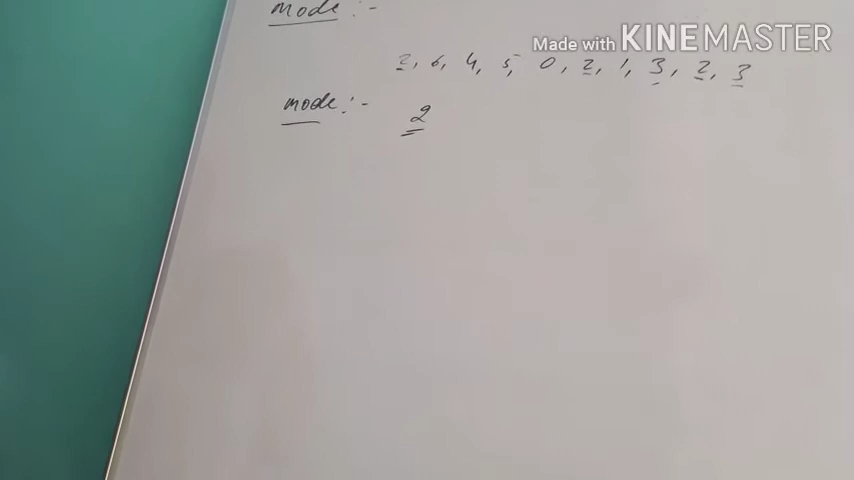 mode :-
Made with KINEMASTER
2, 6, 4, 5, 0, 2, 1, 3, 2, 3
mode :- 2